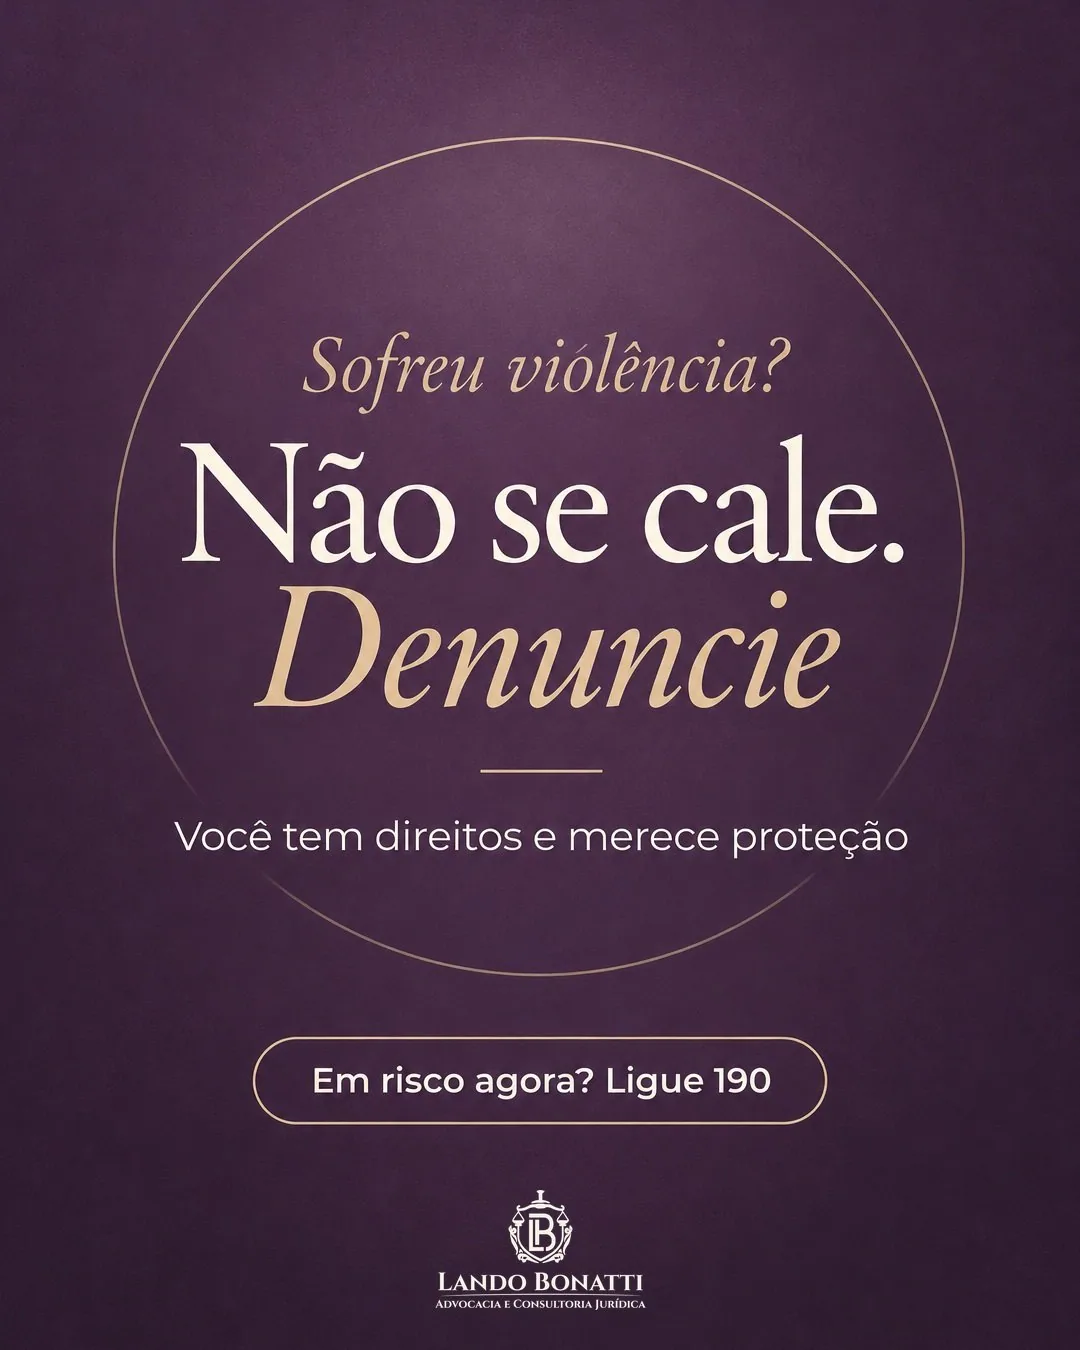 Sofreu viólência?
Não se cale.
Denuncie
Você tem direitos e merece proteção
Em risco agora? Ligue 190
LB
LANDO BONATTI
ADVOCACIA E CONSULTORIA JURÍDICA